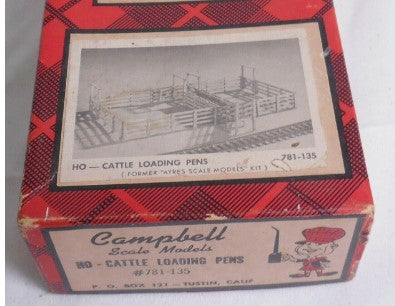 HO — CATTLE LOADING PENS 781-135
( FORMER "AYRES SCALE MODELS" KIT )
Campbell
Scale Models
HO - CATTLE LOADING PENS
#781-135
P. O. BOX 121 — TUSTIN, CALIF